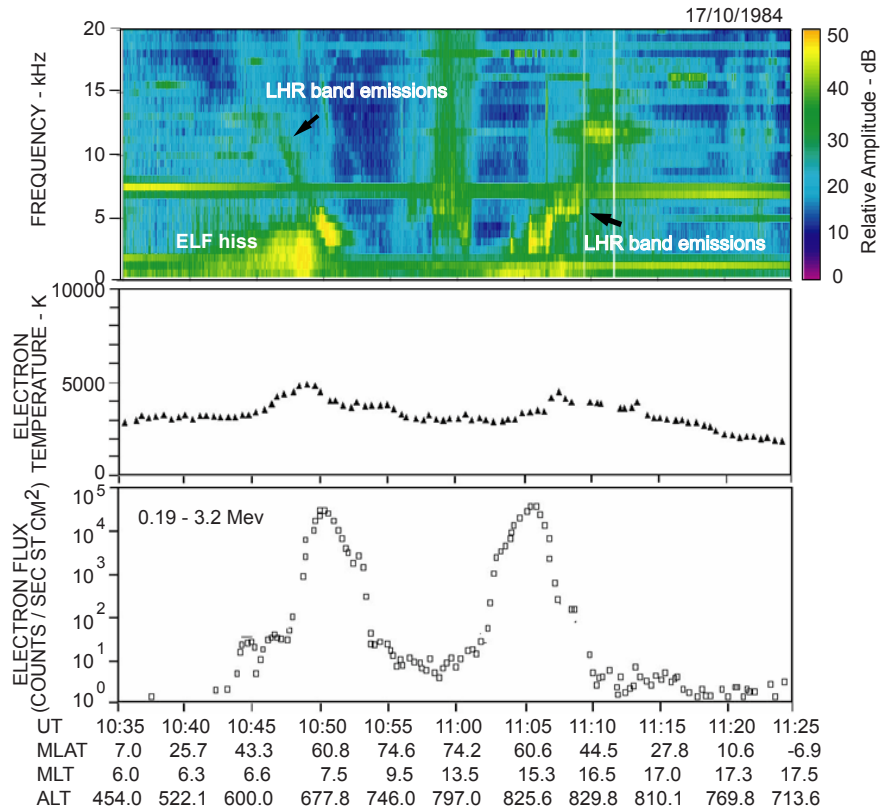 17/10/1984
FREQUENCY - kHz
20
15
10
5
0
LHR band emissions
ELF hiss
LHR band emissions
Relative Amplitude - dB
50
40
30
20
10
0
ELECTRON
TEMPERATURE - K
10000
5000
0
ELECTRON FLUX
(COUNTS / SEC ST CM²)
10⁵
10⁴
10³
10²
10¹
10⁰
0.19 - 3.2 Mev
UT 10:35 10:40 10:45 10:50 10:55 11:00 11:05 11:10 11:15 11:20 11:25
MLAT 7.0 25.7 43.3 60.8 74.6 74.2 60.6 44.5 27.8 10.6 -6.9
MLT 6.0 6.3 6.6 7.5 9.5 13.5 15.3 16.5 17.0 17.3 17.5
ALT 454.0 522.1 600.0 677.8 746.0 797.0 825.6 829.8 810.1 769.8 713.6